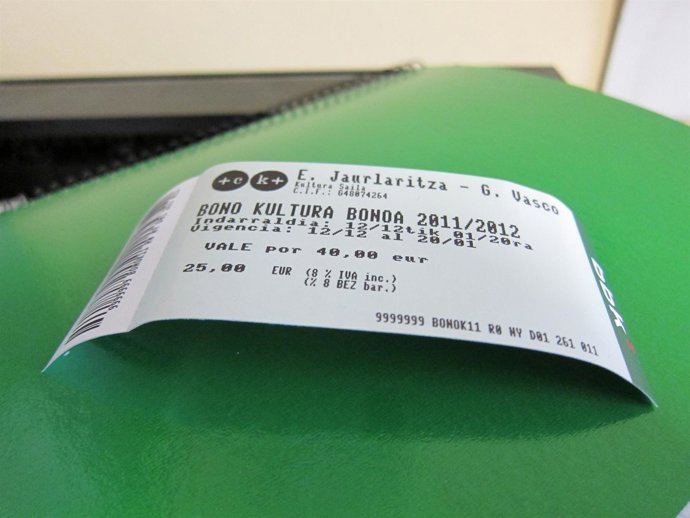 +c k+
E. Jaurlaritza - G. Vasco
Kultura Saila
C.I.F.: G48074264
BONO KULTURA BONOA 2011/2012
Indarraldia: 12/12tik 01/20ra
Vigencia: 12/12 al 20/01
VALE por 40,00 eur
25,00 EUR (8 % IVA inc.)
(% 8 BEZ bar.)
9999999 BONOK11 R0 NY D01 261 011